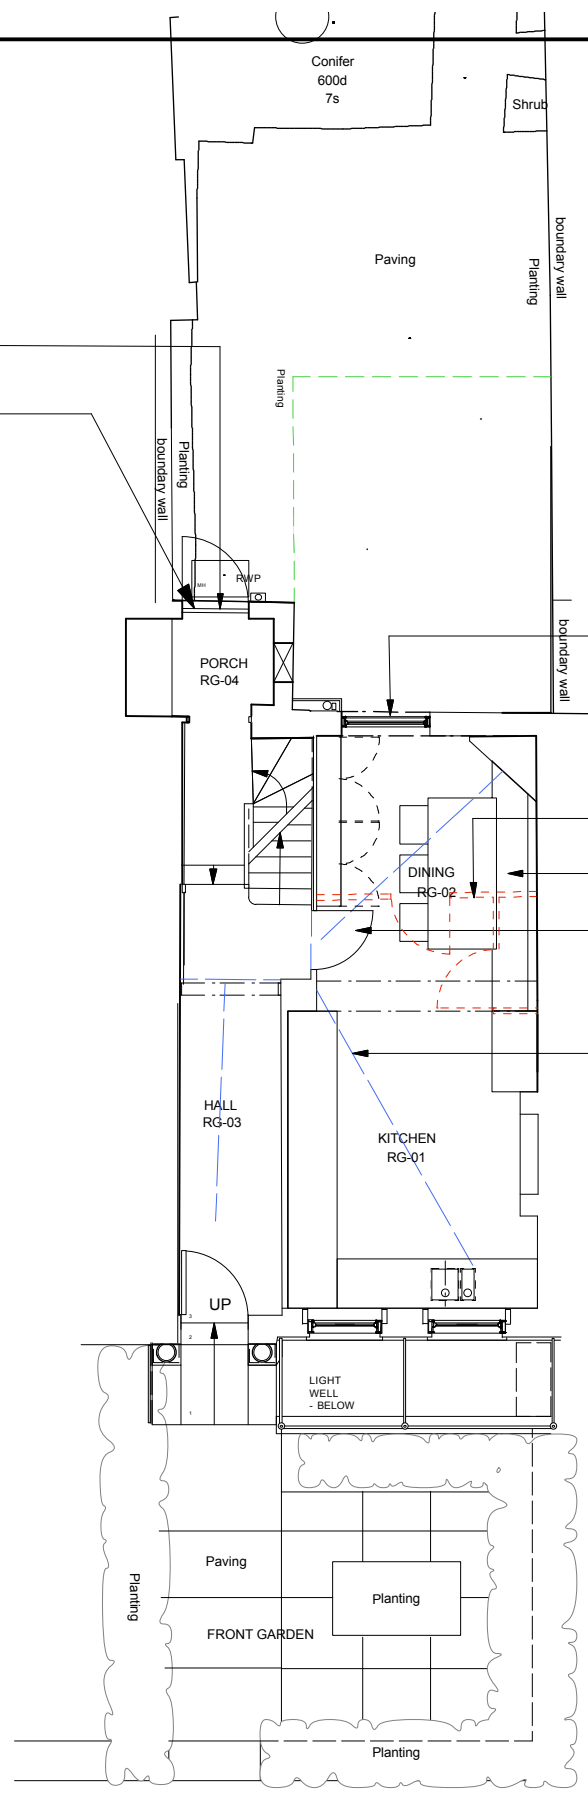 Conifer
600d
7s
Shrub
boundary wall
Planting
Paving
Planting
Planting
boundary wall
MH
RWP
boundary wall
PORCH
RG-04
DINING
RG-02
HALL
RG-03
KITCHEN
RG-01
UP
3
2
1
LIGHT
WELL
- BELOW
Paving
Planting
Planting
FRONT GARDEN
Planting